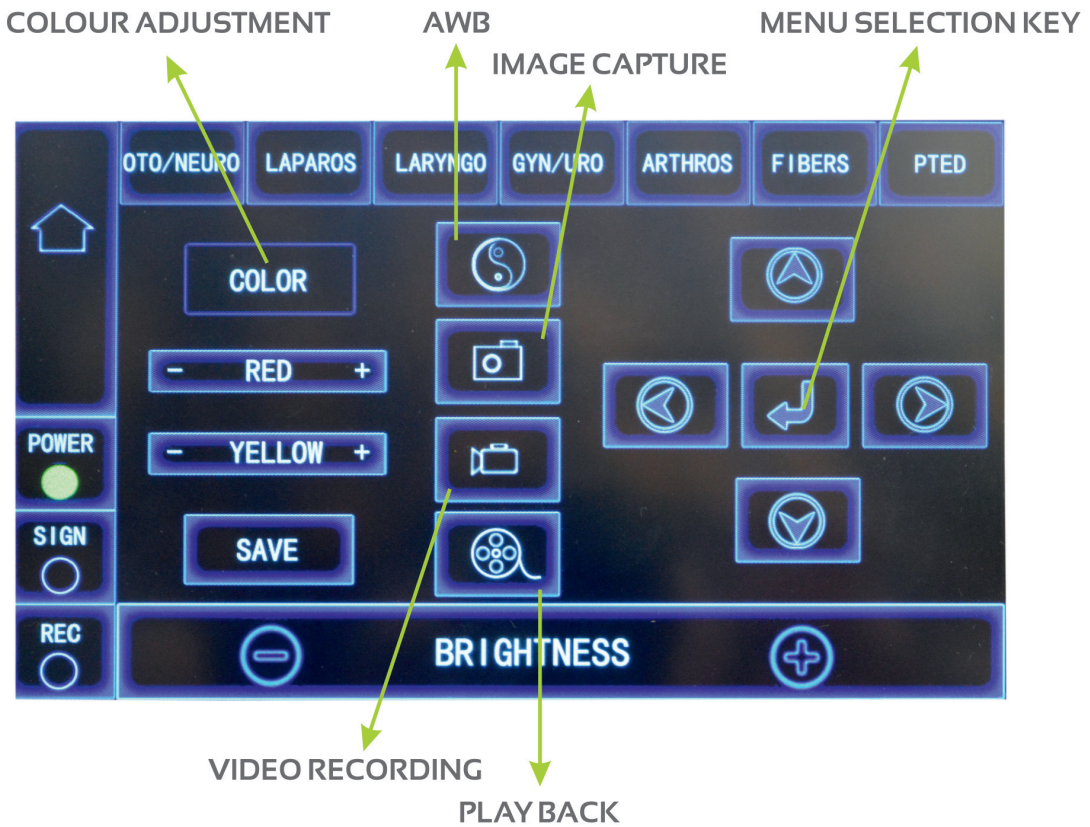 COLOUR ADJUSTMENT
AWB
MENU SELECTION KEY
IMAGE CAPTURE
OTO/NEURO
LAPAROS
LARYNGO
GYN/URO
ARTHROS
FIBERS
PTED
COLOR
- RED +
- YELLOW +
SAVE
POWER
SIGN
REC
BRIGHTNESS
VIDEO RECORDING
PLAY BACK